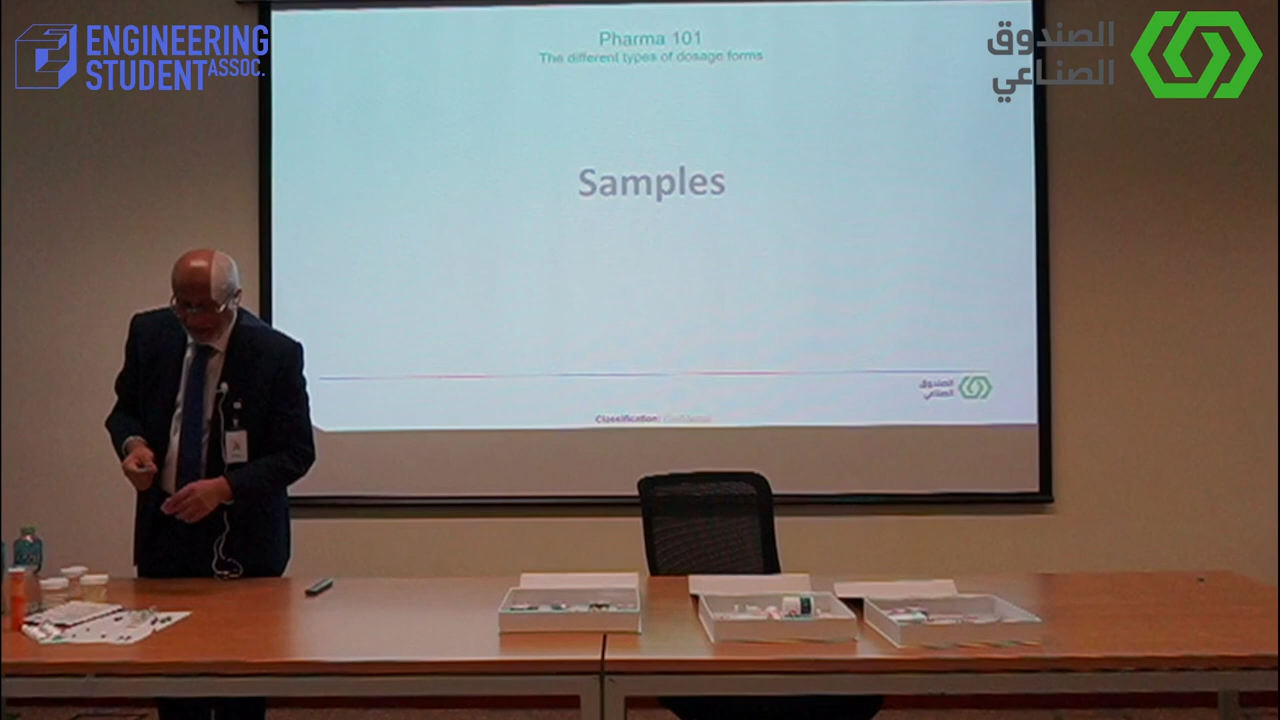 ENGINEERING
STUDENT ASSOC.
الصندوق
الصناعي
Pharma 101
The different types of dosage forms
Samples
الصندوق
الصناعي
Classification